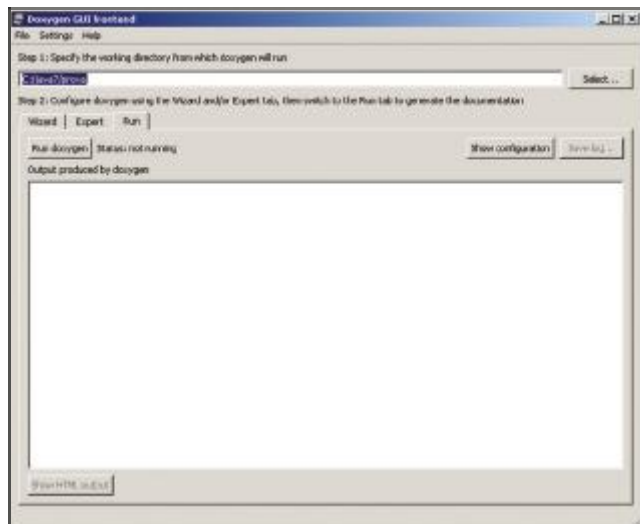 Doxygen GUI frontend
File Settings Help
Step 1: Specify the working directory from which doxygen will run
C:/java7/prova
Select...
Step 2: Configure doxygen using the Wizard and/or Expert tab, then switch to the Run tab to generate the documentation
Wizard Expert Run
Run doxygen Status: not running Show configuration Save log...
Output produced by doxygen
Show HTML output